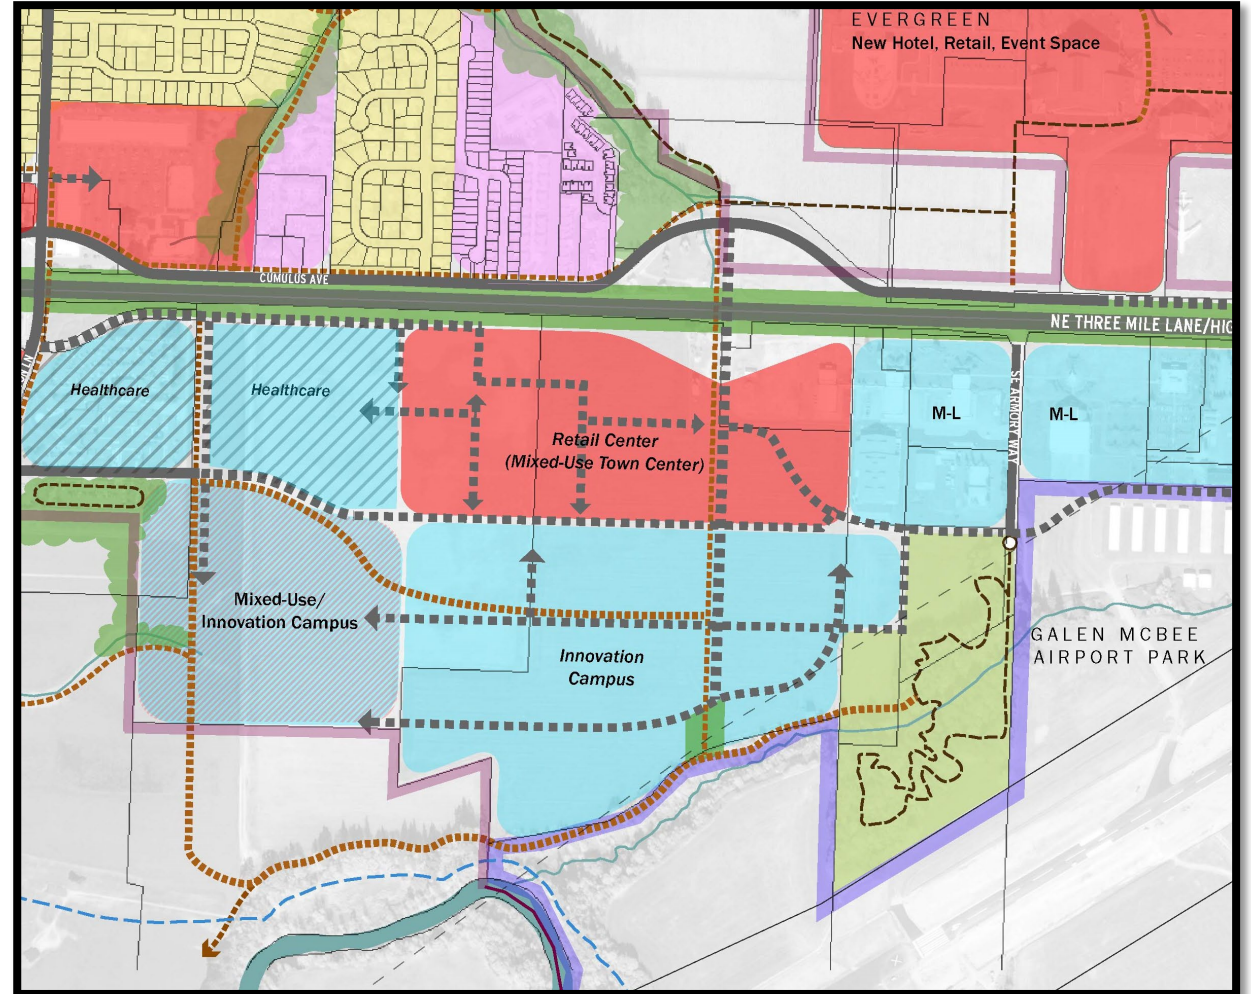 EVERGREEN
New Hotel, Retail, Event Space
CUMULUS AVE
NE THREE MILE LANE/HIG
Healthcare
Healthcare
Retail Center
(Mixed-Use Town Center)
M-L
SE ARMORY WAY
M-L
Mixed-Use/
Innovation Campus
Innovation
Campus
GALEN MCBEE
AIRPORT PARK